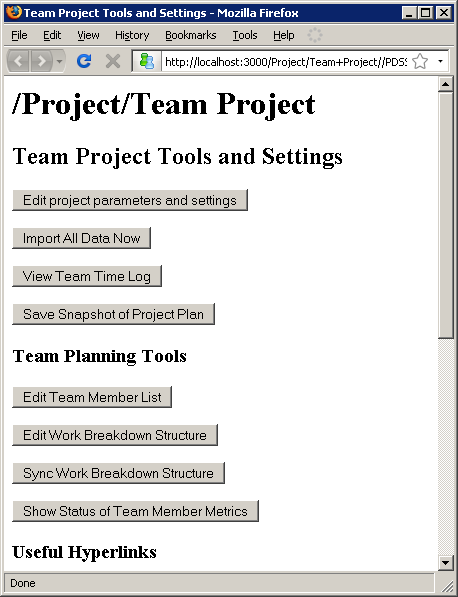 Team Project Tools and Settings - Mozilla Firefox
File Edit View History Bookmarks Tools Help
http://localhost:3000/Project/Team+Project//PDS
/Project/Team Project
Team Project Tools and Settings
Edit project parameters and settings
Import All Data Now
View Team Time Log
Save Snapshot of Project Plan
Team Planning Tools
Edit Team Member List
Edit Work Breakdown Structure
Sync Work Breakdown Structure
Show Status of Team Member Metrics
Useful Hyperlinks
Done